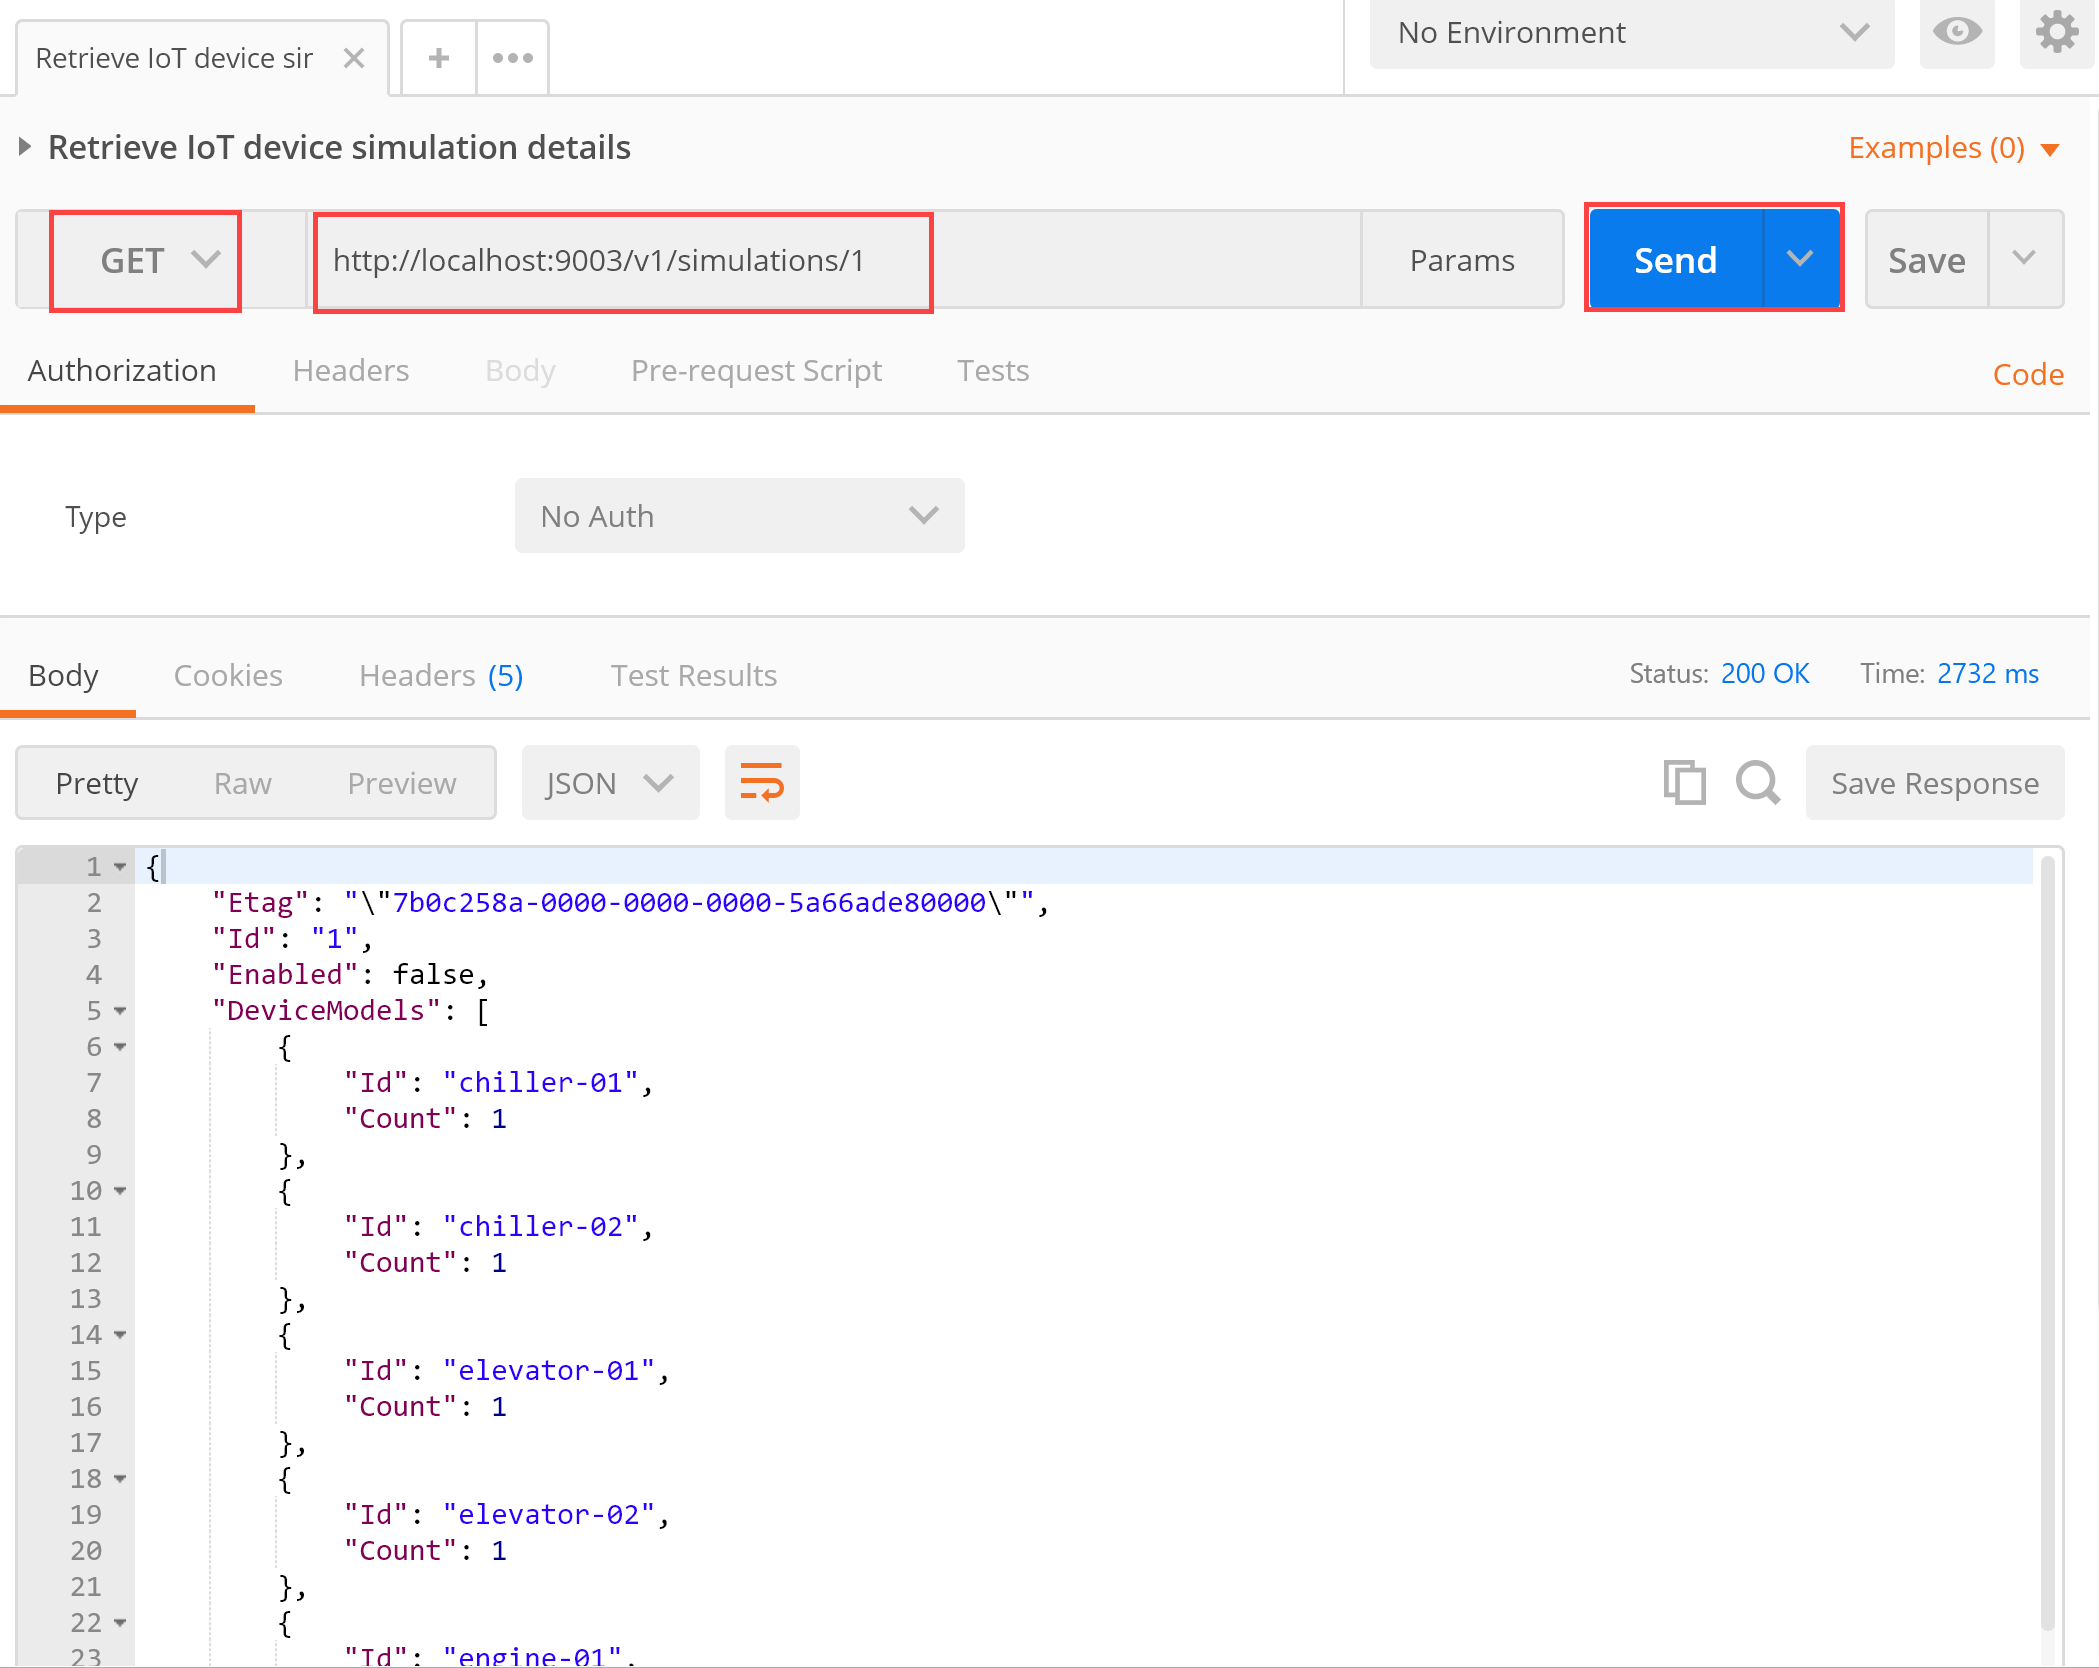 Retrieve IoT device sir
No Environment
Retrieve IoT device simulation details
Examples (0)
GET
http://localhost:9003/v1/simulations/1
Params
Send
Save
Authorization Headers Body Pre-request Script Tests
Code
Type
No Auth
Body Cookies Headers (5) Test Results
Status: 200 OK Time: 2732 ms
Pretty Raw Preview
JSON
Save Response
1 {
2 "Etag": "\"7b0c258a-0000-0000-0000-5a66ade80000\"",
3 "Id": "1",
4 "Enabled": false,
5 "DeviceModels": [
6 {
7 "Id": "chiller-01",
8 "Count": 1
9 },
10 {
11 "Id": "chiller-02",
12 "Count": 1
13 },
14 {
15 "Id": "elevator-01",
16 "Count": 1
17 },
18 {
19 "Id": "elevator-02",
20 "Count": 1
21 },
22 {
23 "Id": "engine-01",